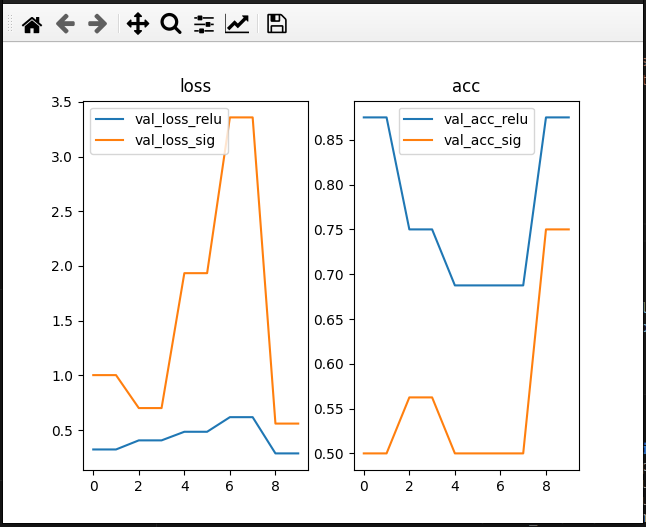 loss
acc
val_loss_relu
val_loss_sig
val_acc_relu
val_acc_sig
3.5
3.0
2.5
2.0
1.5
1.0
0.5
0 2 4 6 8
0.85
0.80
0.75
0.70
0.65
0.60
0.55
0.50
0 2 4 6 8